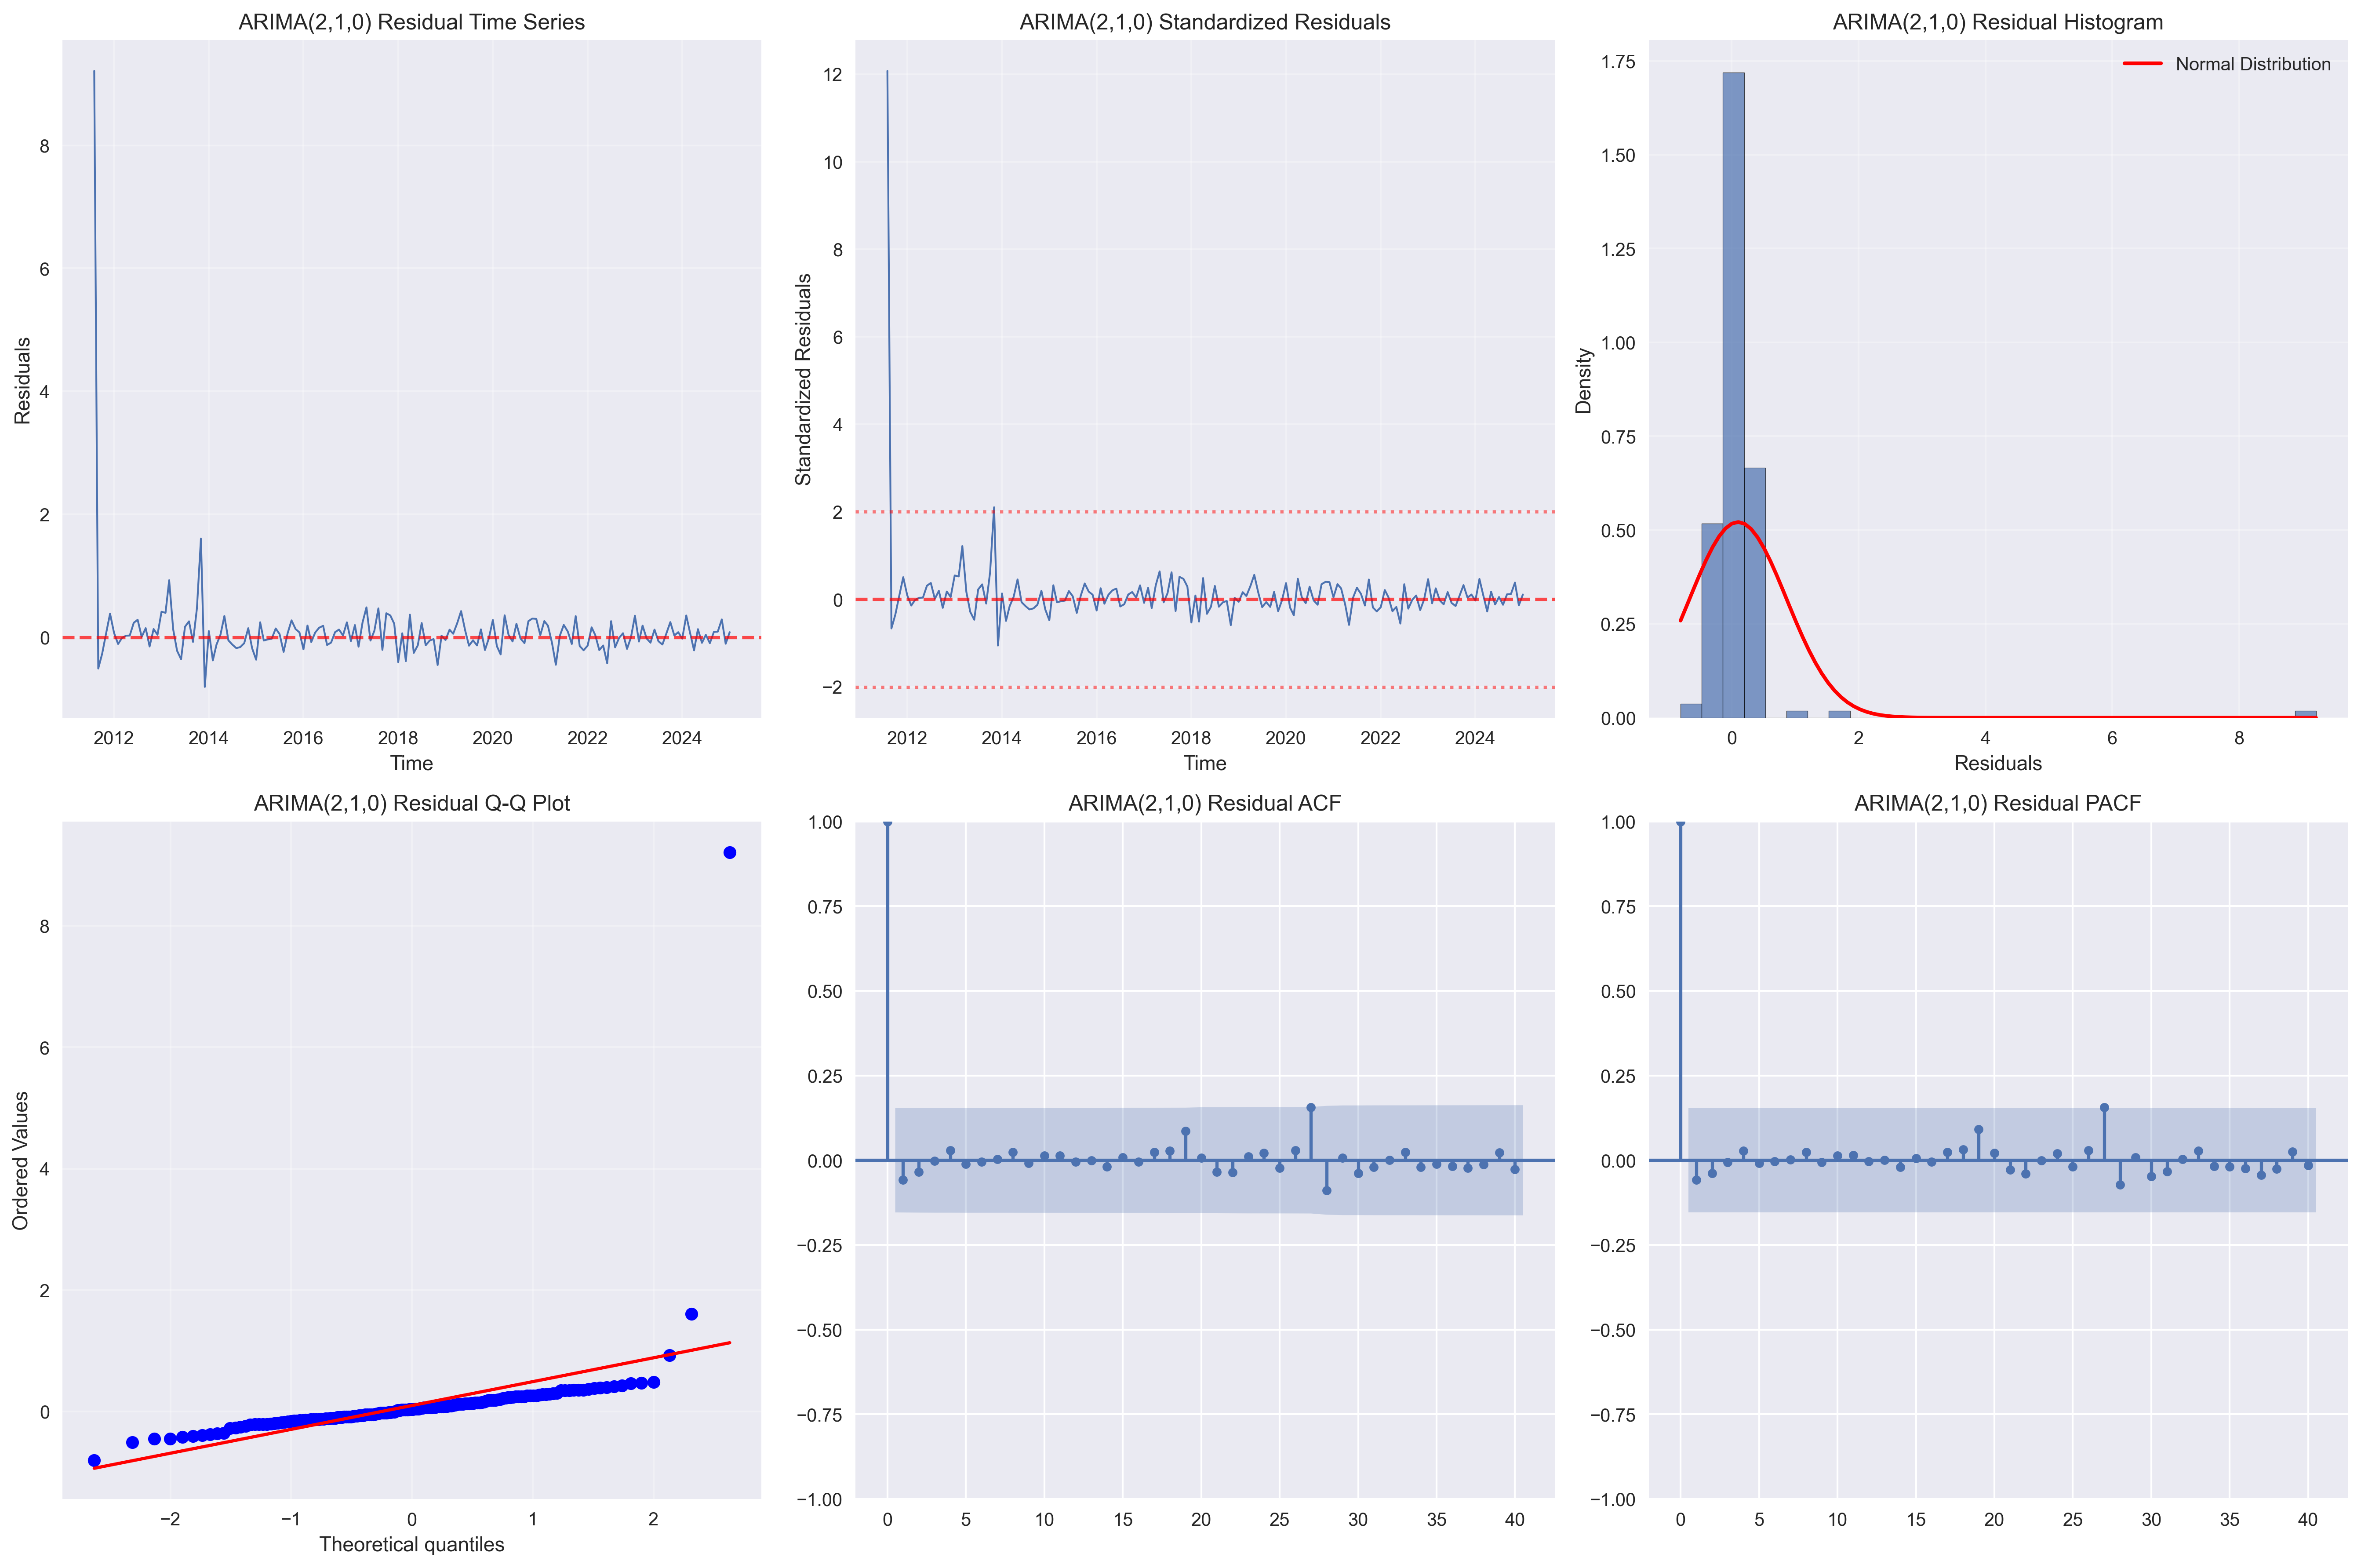 ARIMA(2,1,0) Residual Time Series
Residuals
8
6
4
2
0
2012 2014 2016 2018 2020 2022 2024
Time
ARIMA(2,1,0) Standardized Residuals
Standardized Residuals
12
10
8
6
4
2
0
−2
2012 2014 2016 2018 2020 2022 2024
Time
ARIMA(2,1,0) Residual Histogram
Normal Distribution
Density
1.75
1.50
1.25
1.00
0.75
0.50
0.25
0.00
0 2 4 6 8
Residuals
ARIMA(2,1,0) Residual Q-Q Plot
Ordered Values
8
6
4
2
0
−2 −1 0 1 2
Theoretical quantiles
ARIMA(2,1,0) Residual ACF
1.00
0.75
0.50
0.25
0.00
−0.25
−0.50
−0.75
−1.00
0 5 10 15 20 25 30 35 40
ARIMA(2,1,0) Residual PACF
1.00
0.75
0.50
0.25
0.00
−0.25
−0.50
−0.75
−1.00
0 5 10 15 20 25 30 35 40